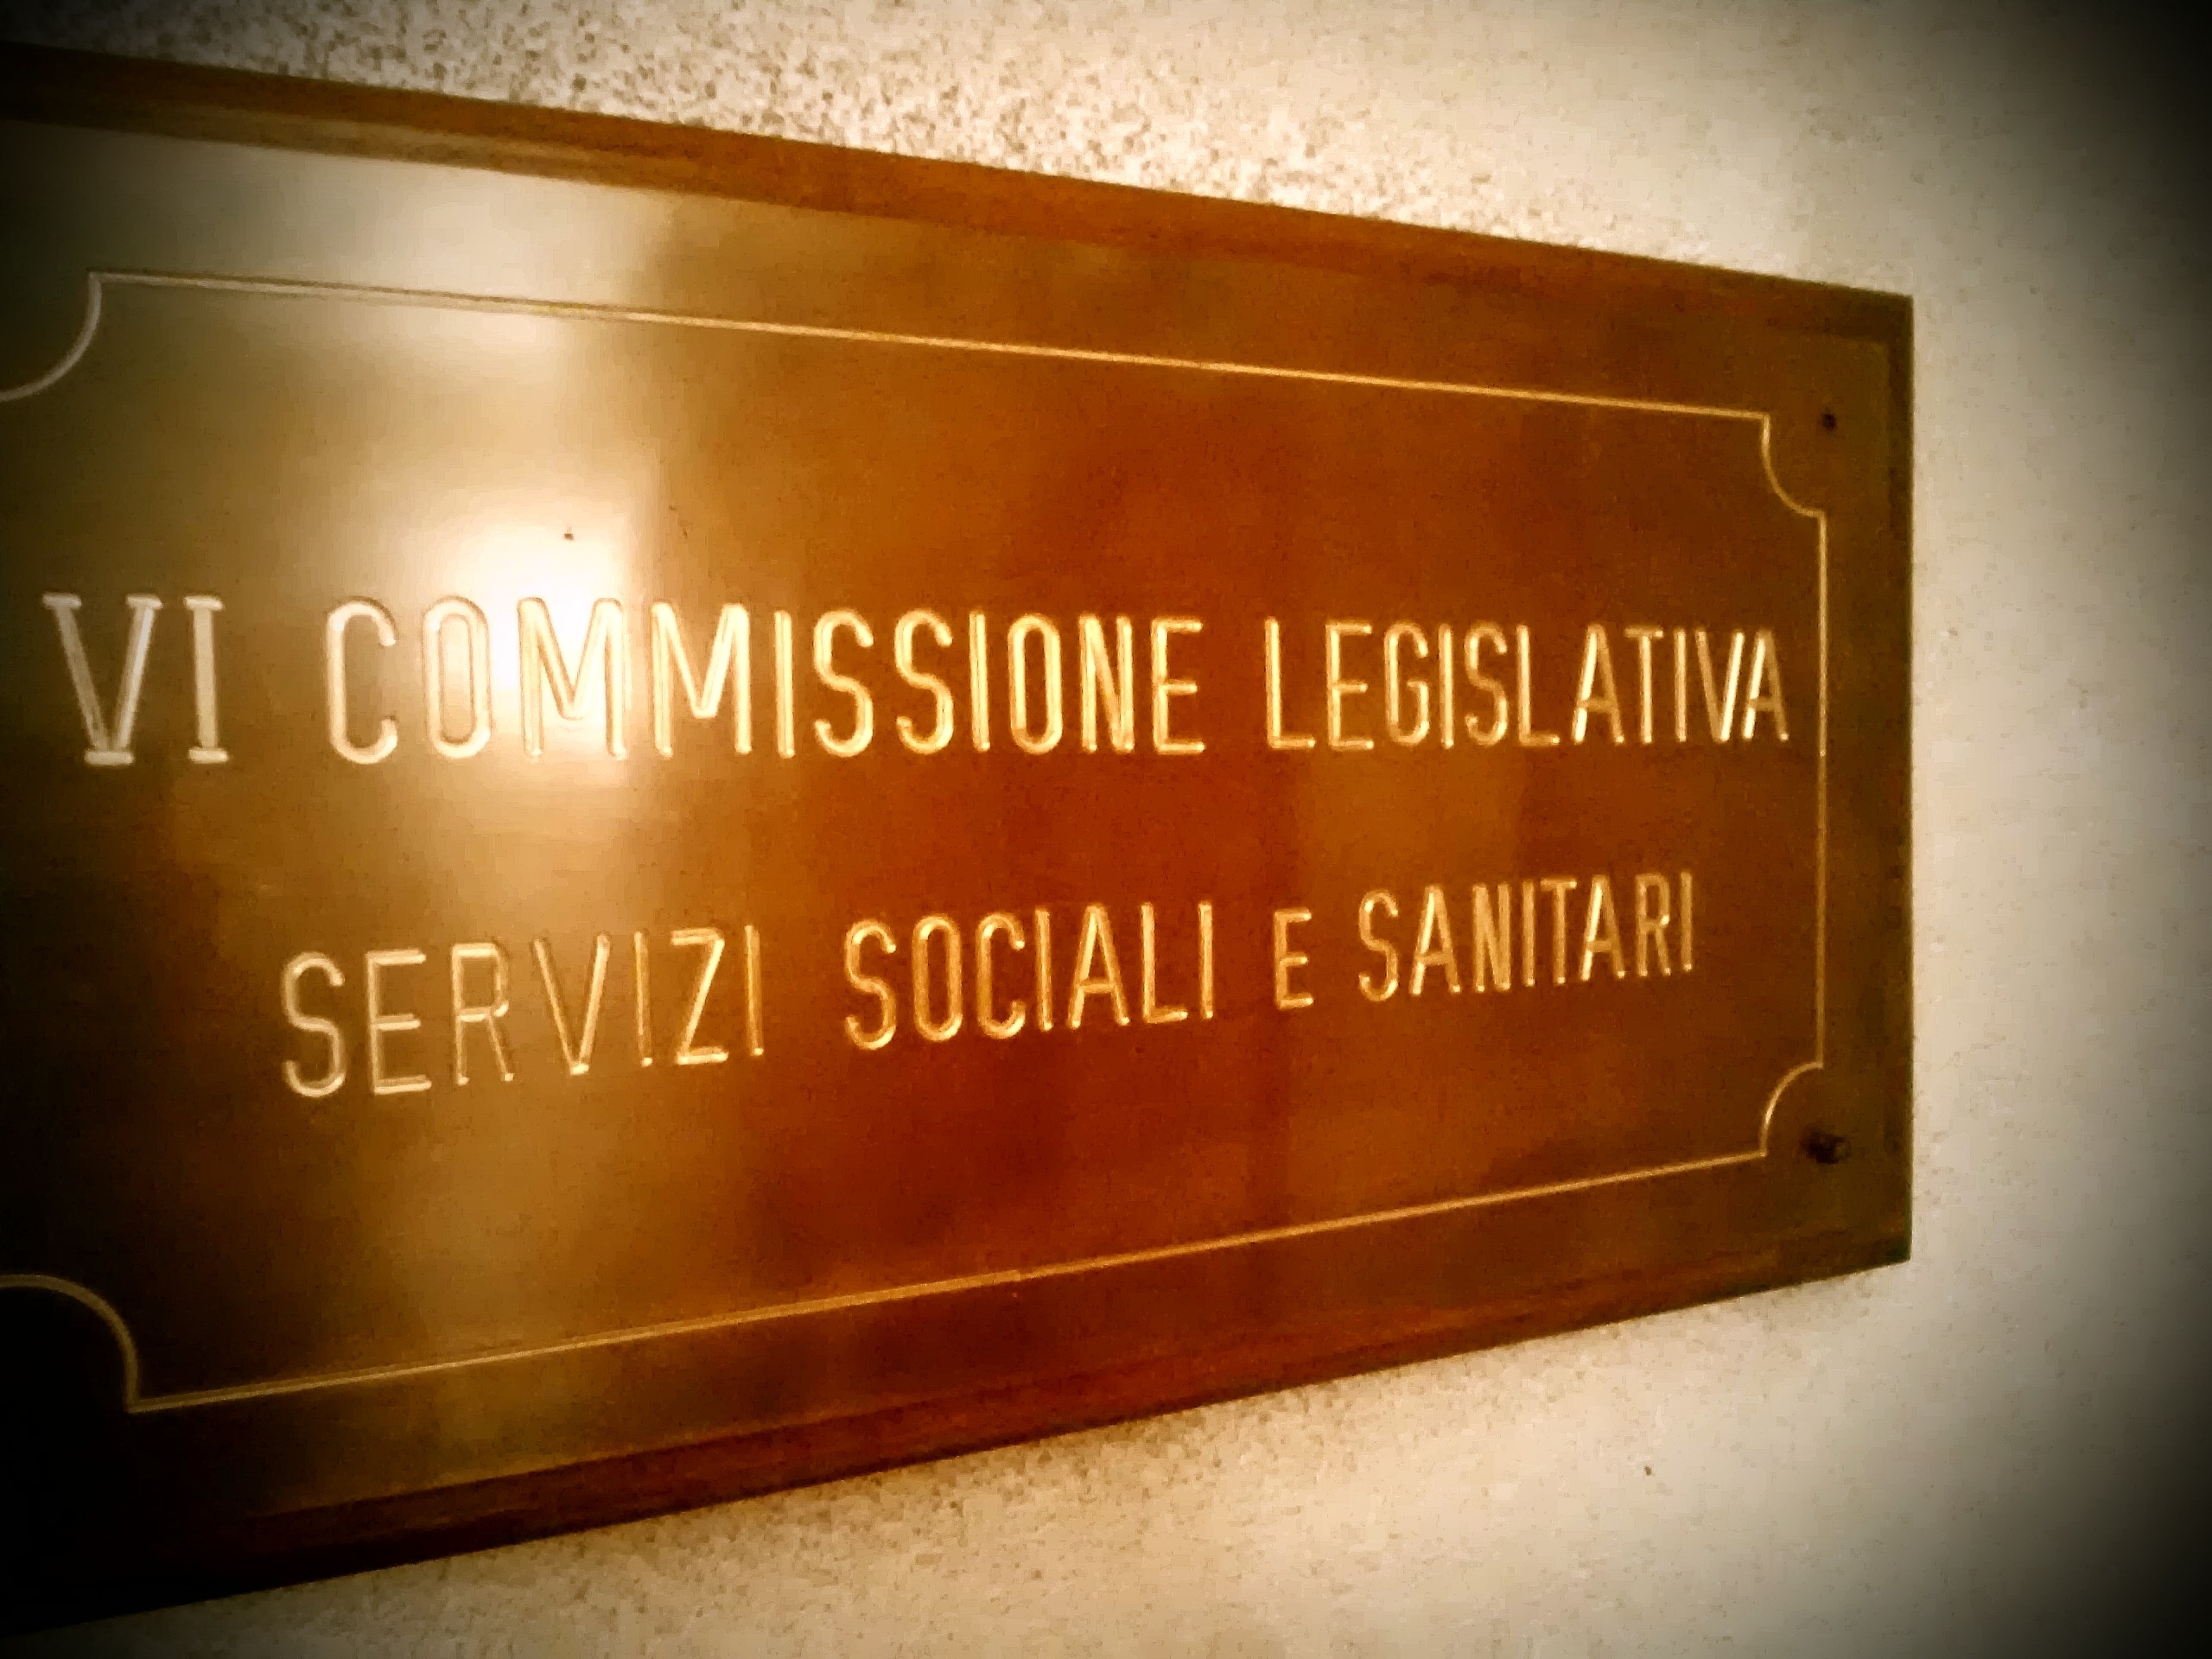 VI COMMISSIONE LEGISLATIVA
SERVIZI SOCIALI E SANITARI